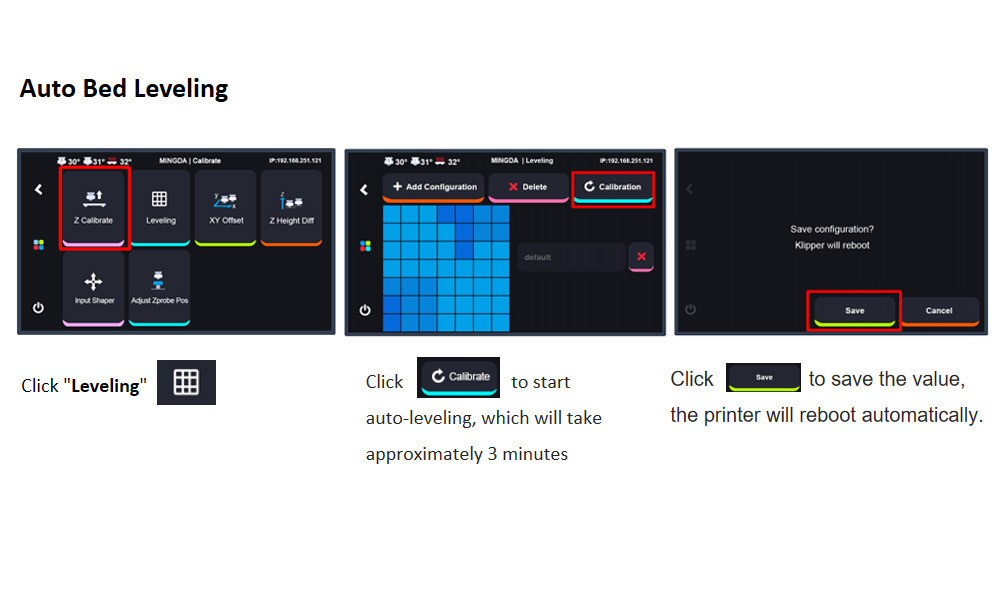 Auto Bed Leveling
30° 31° 32° MINGDA | Calibrate IP:192.168.251.121
Z Calibrate Leveling XY Offset Z Height Diff
Input Shaper Adjust Zprobe Pos
Click "Leveling"
30° 31° 32° MINGDA | Leveling IP:192.168.251.121
+ Add Configuration Delete Calibration
default
Click Calibrate to start
auto-leveling, which will take
approximately 3 minutes
Save configuration?
Klipper will reboot
Save Cancel
Click Save to save the value,
the printer will reboot automatically.